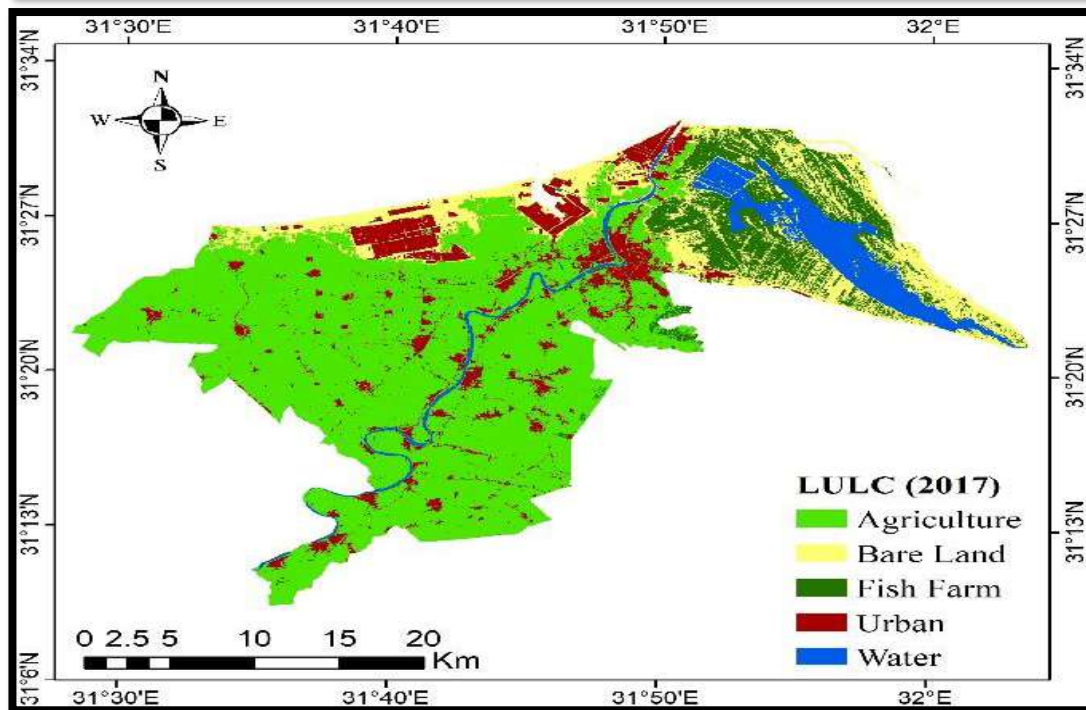 31°30'E 31°40'E 31°50'E 32°E
31°34'N 31°34'N
N
W E
S
31°27'N 31°27'N
31°20'N 31°20'N
LULC (2017)
31°13'N 31°13'N
Agriculture
Bare Land
Fish Farm
Urban
Water
0 2.5 5 10 15 20
Km
31°6'N 31°6'N
31°30'E 31°40'E 31°50'E 32°E